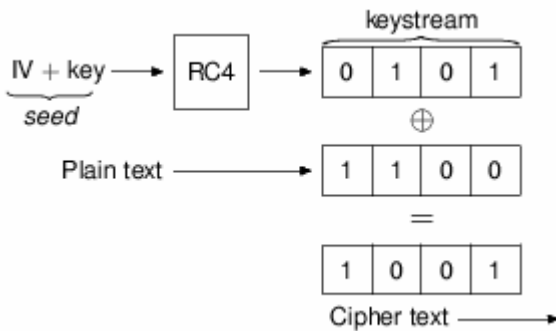 keystream
IV + key RC4 0 1 0 1
seed
⊕
Plain text 1 1 0 0
=
1 0 0 1
Cipher text